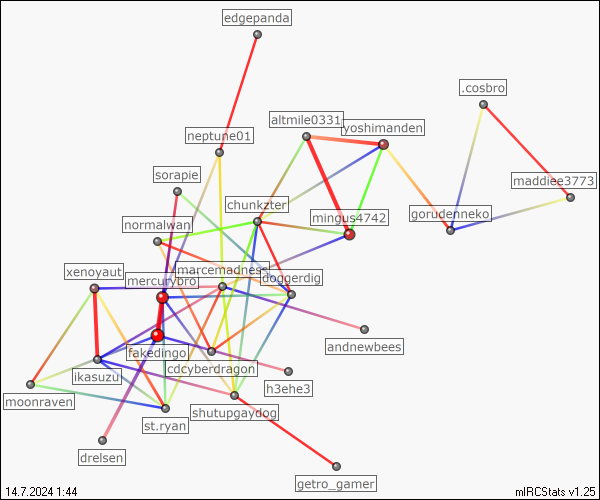 edgepanda
.cosbro
altmile0331
yoshimanden
neptune01
sorapie
maddiee3773
chunkzter
mingus4742
gorudenneko
normalwan
xenoyaut
marcemadness
mercurybro
doggerdig
andnewbees
fakedingo
cdcyberdragon
ikasuzu
h3ehe3
moonraven
shutupgaydog
st.ryan
drelsen
getro_gamer
14.7.2024 1:44
mIRCStats v1.25